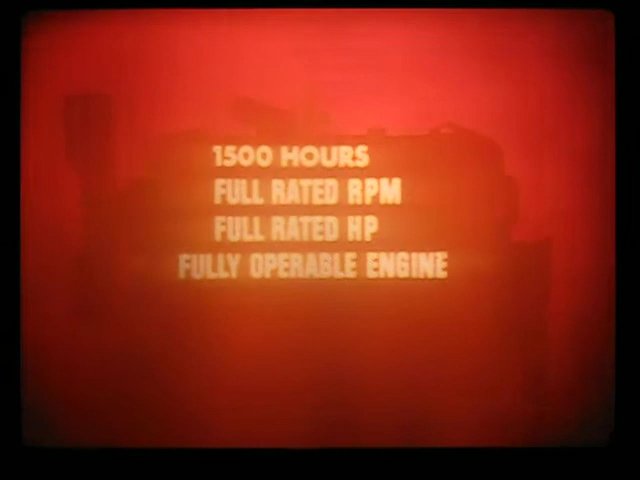 1500 HOURS
FULL RATED RPM
FULL RATED HP
FULLY OPERABLE ENGINE